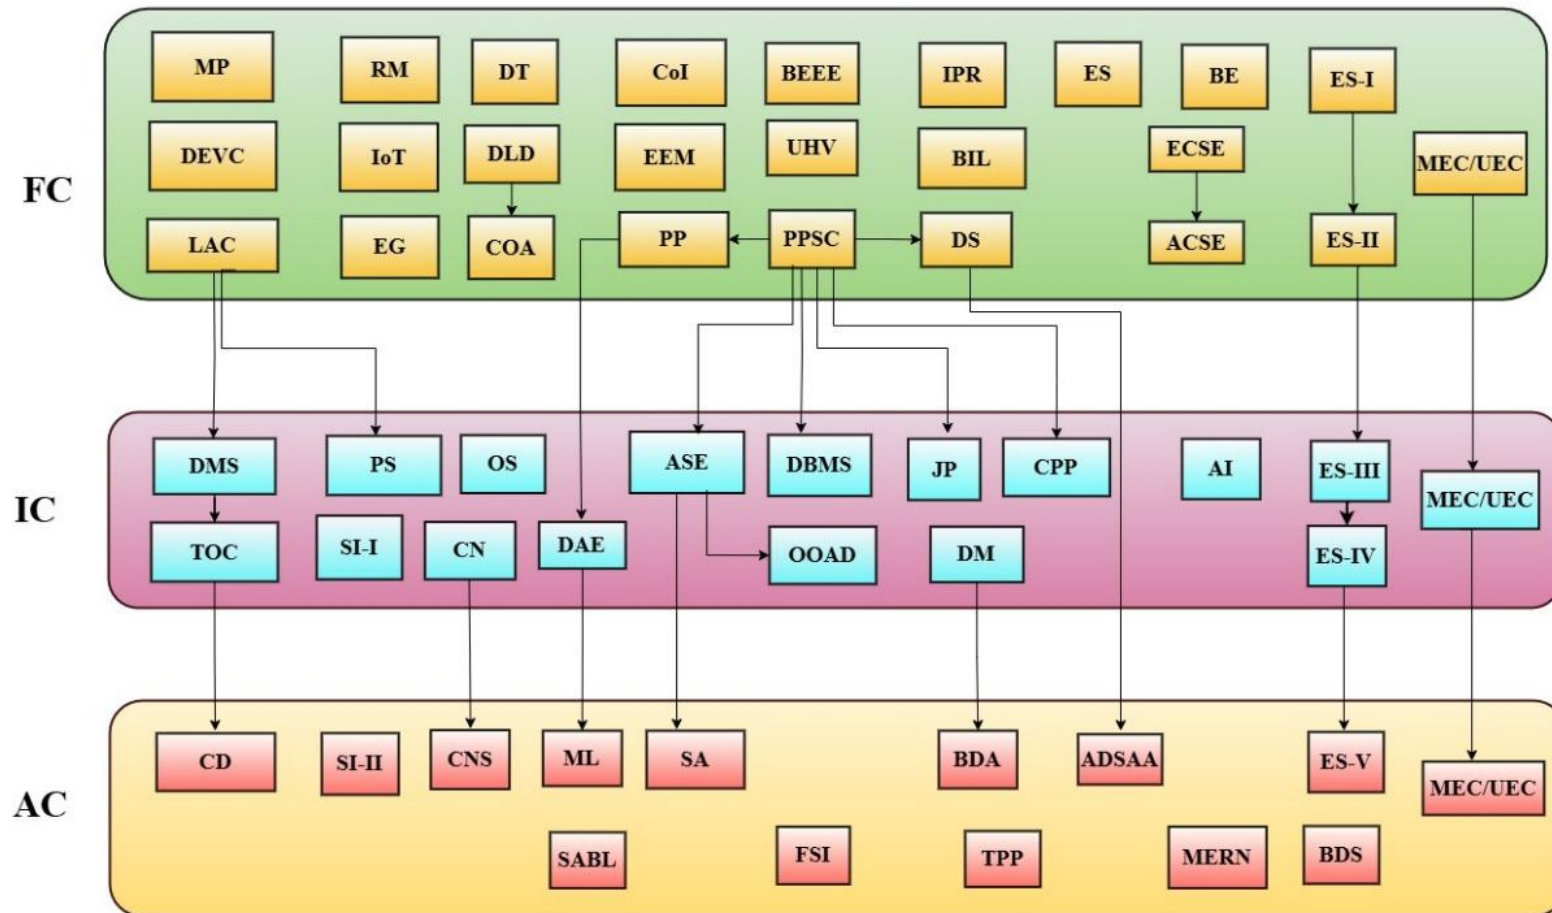 FC
MP
RM
DT
CoI
BEEE
IPR
ES
BE
ES-I
DEVC
IoT
DLD
EEM
UHV
BIL
ECSE
MEC/UEC
LAC
EG
COA
PP
PPSC
DS
ACSE
ES-II
IC
DMS
PS
OS
ASE
DBMS
JP
CPP
AI
ES-III
MEC/UEC
TOC
SI-I
CN
DAE
OOAD
DM
ES-IV
AC
CD
SI-II
CNS
ML
SA
BDA
ADSAA
ES-V
MEC/UEC
SABL
FSI
TPP
MERN
BDS